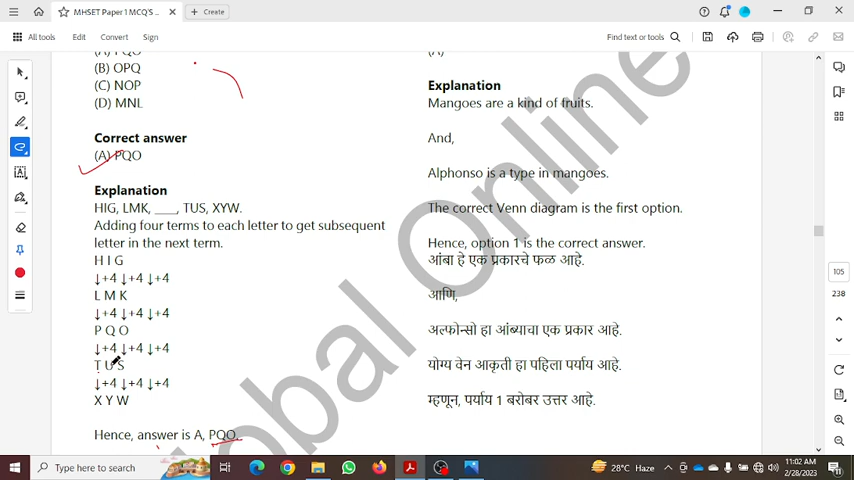 MHSET Paper 1 MCQ'S ...
Create
All tools
Edit
Convert
Sign
Find text or tools
(B) OPQ
(C) NOP
(D) MNL
Correct answer
(A) PQO
Explanation
HIG, LMK, ___, TUS, XYW.
Adding four terms to each letter to get subsequent
letter in the next term.
H I G
↓+4 ↓+4 ↓+4
L M K
↓+4 ↓+4 ↓+4
P Q O
↓+4 ↓+4 ↓+4
T U S
↓+4 ↓+4 ↓+4
X Y W
Hence, answer is A, PQO.
Explanation
Mangoes are a kind of fruits.
And,
Alphonso is a type in mangoes.
The correct Venn diagram is the first option.
Hence, option 1 is the correct answer.
आंबा हे एक प्रकारचे फळ आहे.
आणि,
अल्फोन्सो हा आंब्याचा एक प्रकार आहे.
योग्य वेन आकृती हा पहिला पर्याय आहे.
म्हणून, पर्याय 1 बरोबर उत्तर आहे.
obal Online
105
238
Type here to search
28°C Haze
11:02 AM
2/28/2023
11